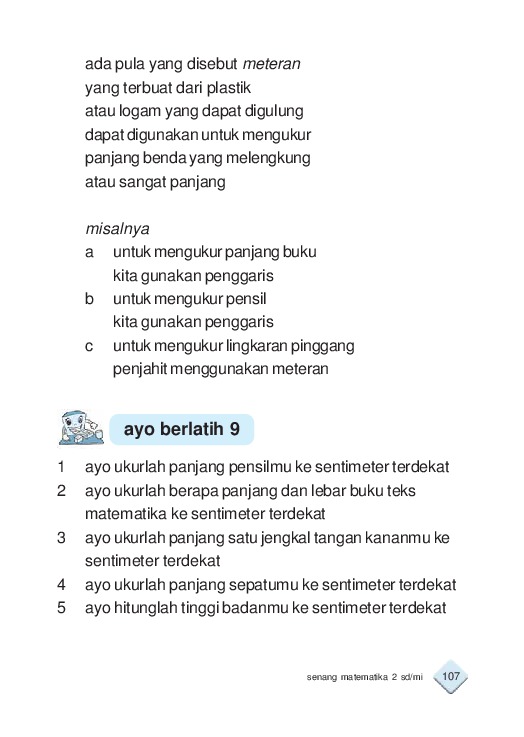 ada pula yang disebut meteran
yang terbuat dari plastik
atau logam yang dapat digulung
dapat digunakan untuk mengukur
panjang benda yang melengkung
atau sangat panjang
misalnya
a untuk mengukur panjang buku
kita gunakan penggaris
b untuk mengukur pensil
kita gunakan penggaris
c untuk mengukur lingkaran pinggang
penjahit menggunakan meteran
ayo berlatih 9
1 ayo ukurlah panjang pensilmu ke sentimeter terdekat
2 ayo ukurlah berapa panjang dan lebar buku teks
matematika ke sentimeter terdekat
3 ayo ukurlah panjang satu jengkal tangan kananmu ke
sentimeter terdekat
4 ayo ukurlah panjang sepatumu ke sentimeter terdekat
5 ayo hitunglah tinggi badanmu ke sentimeter terdekat
senang matematika 2 sd/mi 107